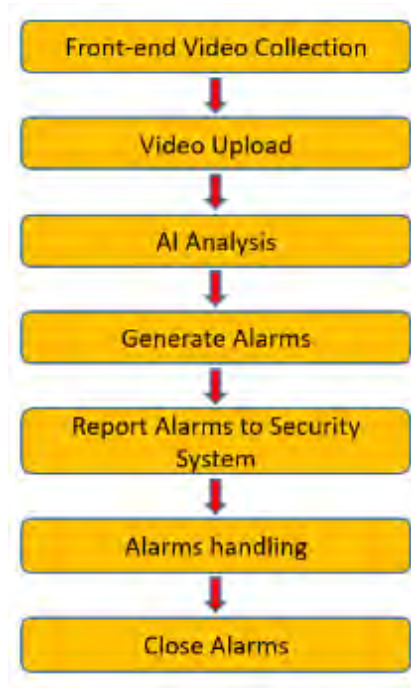 Front-end Video Collection
Video Upload
AI Analysis
Generate Alarms
Report Alarms to Security
System
Alarms handling
Close Alarms